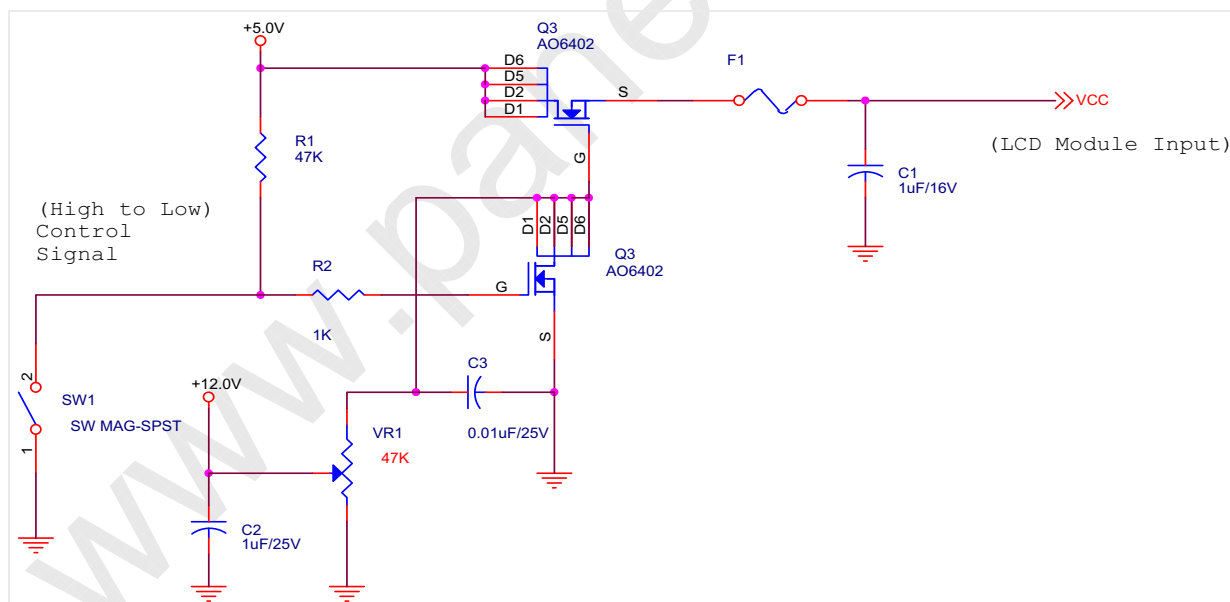 +5.0V
Q3
AO6402
D6
D5
D2
D1
S
G
F1
VCC
(LCD Module Input)
C1
1uF/16V
R1
47K
(High to Low)
Control
Signal
R2
1K
G
D1
D2
D5
D6
Q3
AO6402
S
C3
0.01uF/25V
2
SW1
SW MAG-SPST
1
+12.0V
VR1
47K
C2
1uF/25V
www.pane